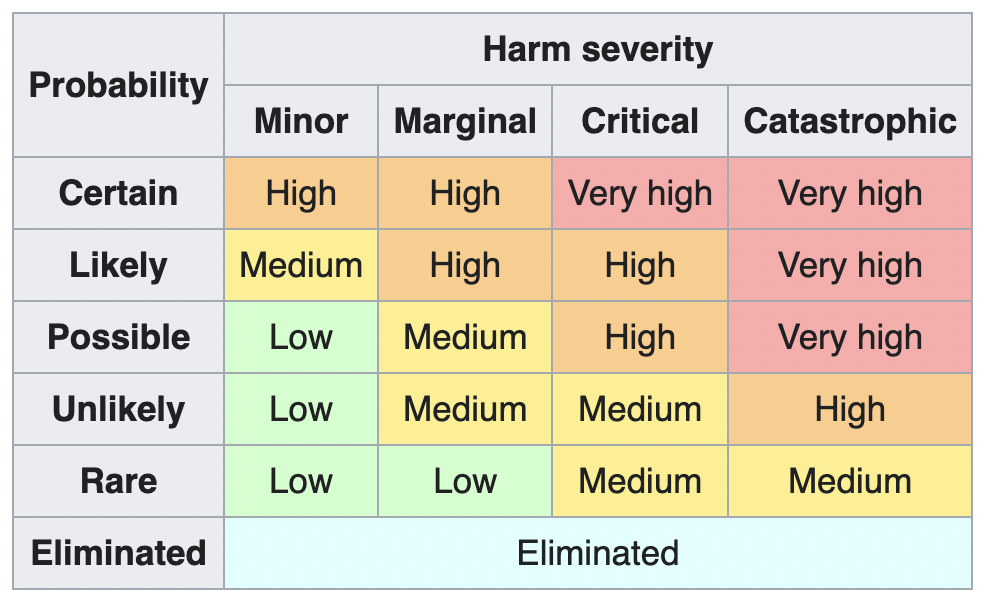 Probability Harm severity
Minor Marginal Critical Catastrophic
Certain High High Very high Very high
Likely Medium High High Very high
Possible Low Medium High Very high
Unlikely Low Medium Medium High
Rare Low Low Medium Medium
Eliminated Eliminated